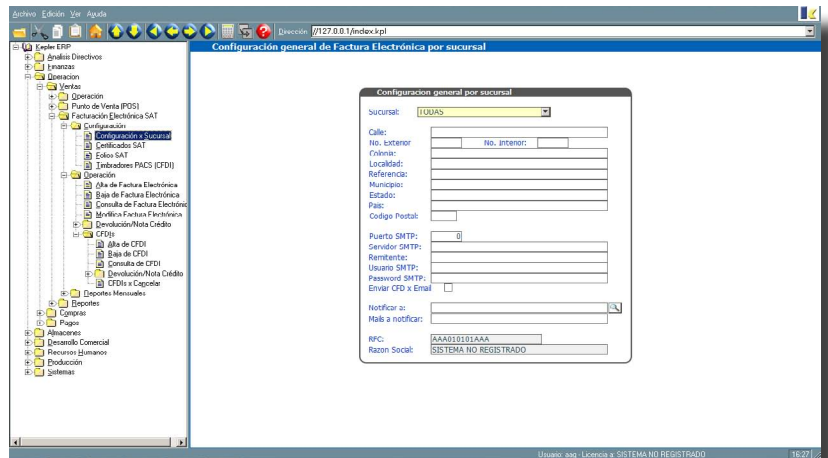 Archivo Edición Ver Ayuda
Dirección //127.0.0.1/index.kpl
Kepler ERP
Analisis Directivos
Finanzas
Operacion
Ventas
Operación
Punto de Venta (POS)
Facturación Electrónica SAT
Configuración
Configuración x Sucursal
Certificados SAT
Folios SAT
Timbradores PACS (CFDI)
Operación
Alta de Factura Electrónica
Baja de Factura Electrónica
Consulta de Factura Electrónic
Modifica Factura Electrónica
Devolución/Nota Crédito
CFDIs
Alta de CFDI
Baja de CFDI
Consulta de CFDI
Devolución/Nota Crédito
CFDIs x Cancelar
Reportes Mensuales
Reportes
Compras
Pagos
Almacenes
Desarrollo Comercial
Recursos Humanos
Producción
Sistemas
Configuración general de Factura Electrónica por sucursal
Configuracion general por sucursal
Sucursal: TODAS
Calle:
No. Exterior No. Interior:
Colonia:
Localidad:
Referencia:
Municipio:
Estado:
Pais:
Codigo Postal:
Puerto SMTP: 0
Servidor SMTP:
Remitente:
Usuario SMTP:
Password SMTP:
Enviar CFD x Email
Notificar a:
Mails a notificar:
RFC: AAA010101AAA
Razon Social: SISTEMA NO REGISTRADO
Usuario: aag - Licencia a: SISTEMA NO REGISTRADO 16:27